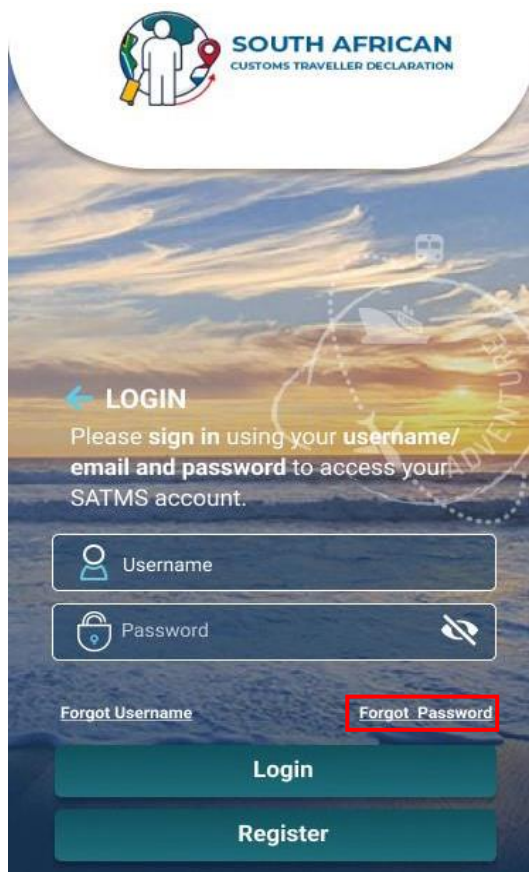 SOUTH AFRICAN
CUSTOMS TRAVELLER DECLARATION
ADVENTURE
LOGIN
Please sign in using your username/
email and password to access your
SATMS account.
Username
Password
Forgot Username
Forgot Password
Login
Register